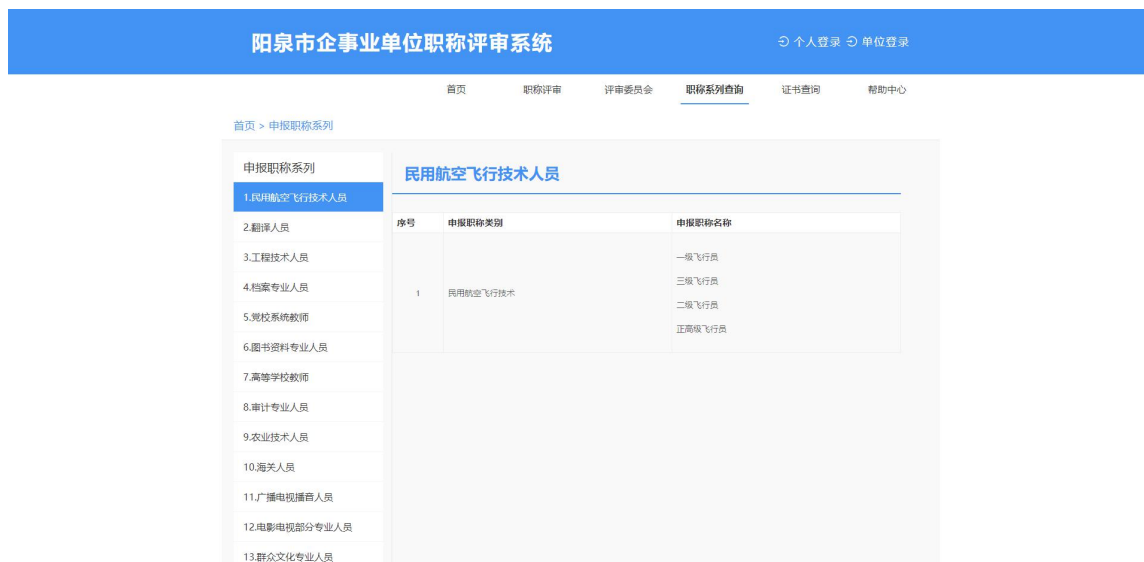 阳泉市企事业单位职称评审系统
个人登录 单位登录
首页 职称评审 评审委员会 职称系列查询 证书查询 帮助中心
首页 > 申报职称系列
申报职称系列
1.民用航空飞行技术人员
2.翻译人员
3.工程技术人员
4.档案专业人员
5.党校系统教师
6.图书资料专业人员
7.高等学校教师
8.审计专业人员
9.农业技术人员
10.海关人员
11.广播电视播音人员
12.电影电视部分专业人员
13.群众文化专业人员
民用航空飞行技术人员
序号 申报职称类别 申报职称名称
1 民用航空飞行技术
一级飞行员
三级飞行员
二级飞行员
正高级飞行员